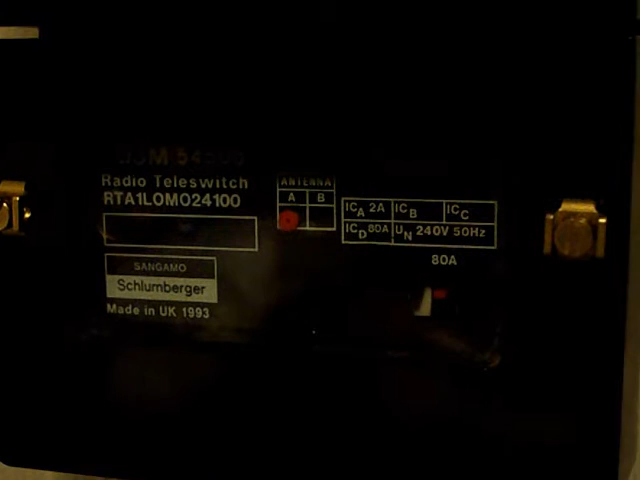 Radio Teleswitch
RTA1LOMO24100
ANTENNA
A B
ICA 2A ICB ICC
ICD 80A UN 240V 50Hz
80A
SANGAMO
Schlumberger
Made in UK 1993